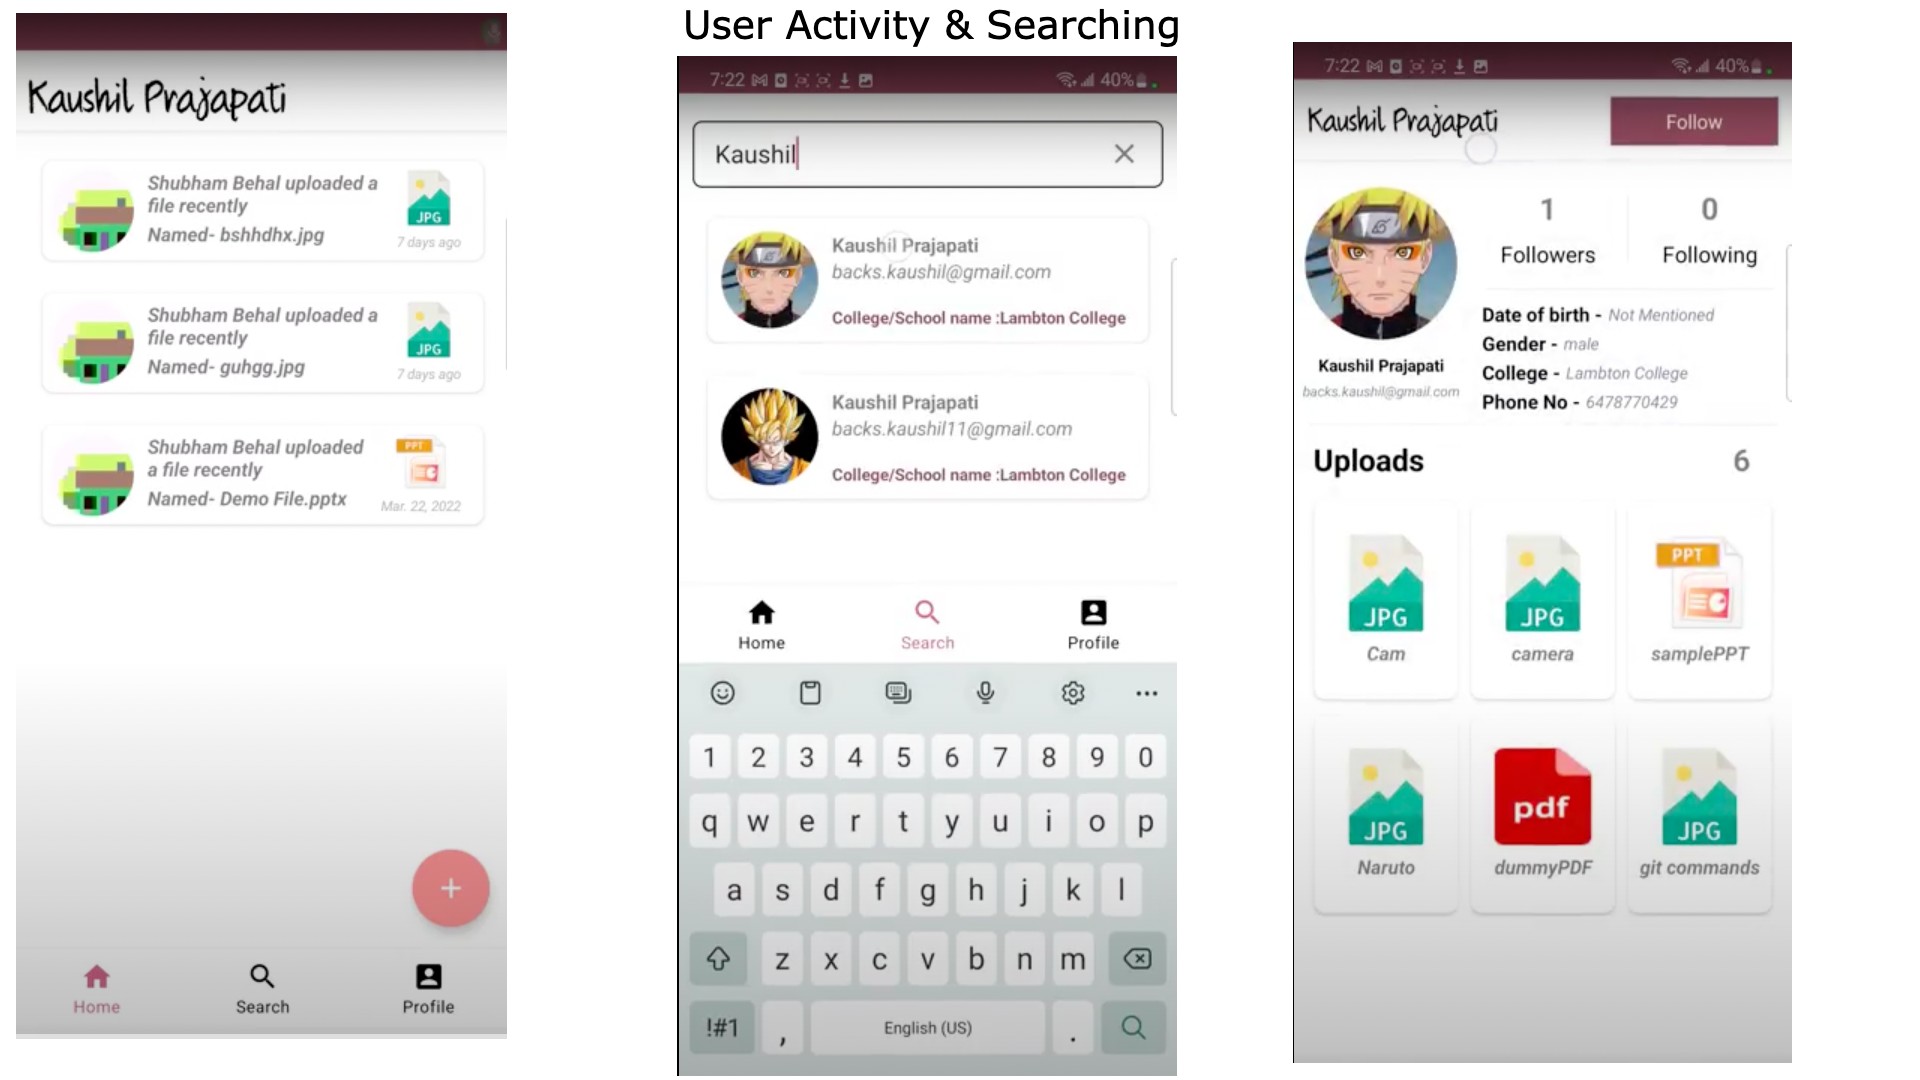 User Activity & Searching
Kaushil Prajapati
Shubham Behal uploaded a
file recently
Named- bshhdhx.jpg
JPG
7 days ago
Shubham Behal uploaded a
file recently
Named- guhgg.jpg
JPG
7 days ago
Shubham Behal uploaded
a file recently
Named- Demo File.pptx
PPT
Mar. 22, 2022
+
Home
Search
Profile
7:22
40%
Kaushil
Kaushil Prajapati
backs.kaushil@gmail.com
College/School name :Lambton College
Kaushil Prajapati
backs.kaushil11@gmail.com
College/School name :Lambton College
Home
Search
Profile
1 2 3 4 5 6 7 8 9 0
q w e r t y u i o p
a s d f g h j k l
z x c v b n m
!#1 , English (US) .
7:22
40%
Kaushil Prajapati
Follow
1
Followers
0
Following
Date of birth - Not Mentioned
Gender - male
College - Lambton College
Phone No - 6478770429
Kaushil Prajapati
backs.kaushil@gmail.com
Uploads
6
JPG
Cam
JPG
camera
PPT
samplePPT
JPG
Naruto
pdf
dummyPDF
JPG
git commands